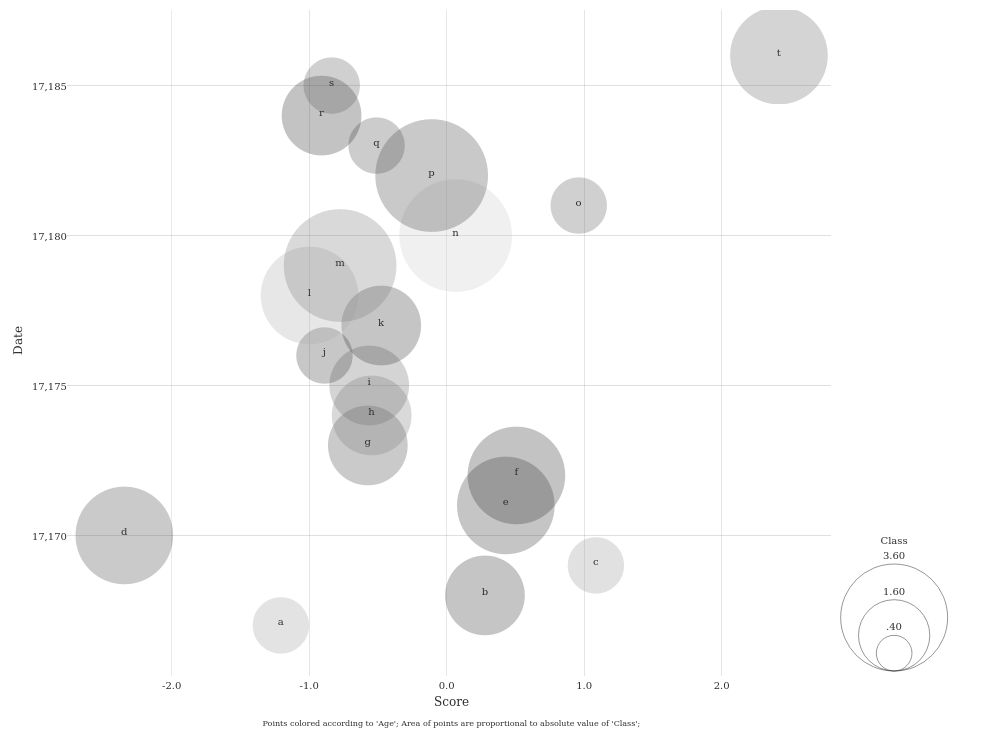 t
17,185
s
r
q
p
o
n
17,180
m
l
k
Date
j
17,175
i
h
g
f
e
d
17,170
c
b
a
Class
3.60
1.60
.40
-2.0 -1.0 0.0 1.0 2.0
Score
Points colored according to 'Age'; Area of points are proportional to absolute value of 'Class';